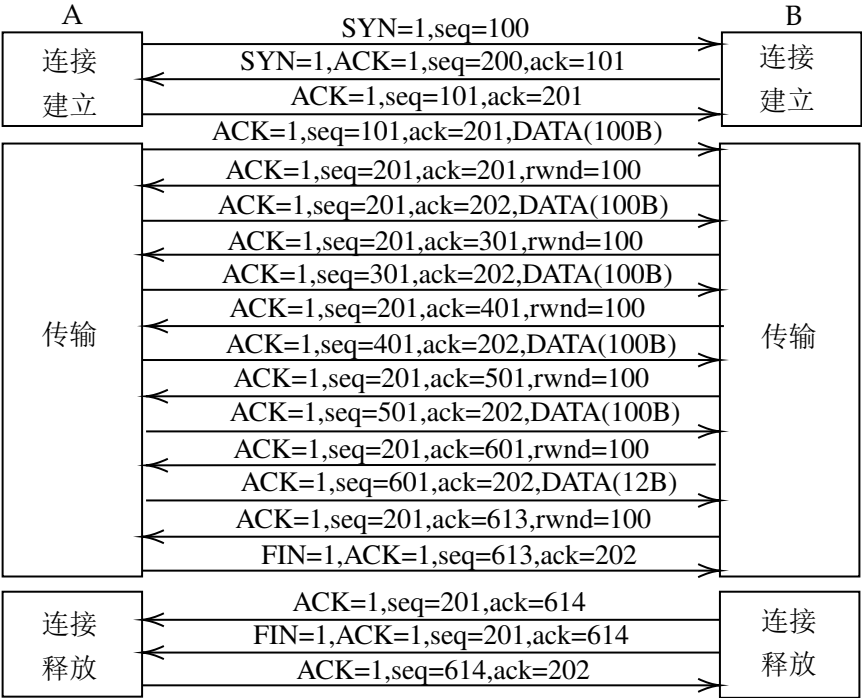 A
B
连接
建立
连接
建立
SYN=1,seq=100
SYN=1,ACK=1,seq=200,ack=101
ACK=1,seq=101,ack=201
ACK=1,seq=101,ack=201,DATA(100B)
ACK=1,seq=201,ack=201,rwnd=100
ACK=1,seq=201,ack=202,DATA(100B)
ACK=1,seq=201,ack=301,rwnd=100
ACK=1,seq=301,ack=202,DATA(100B)
ACK=1,seq=201,ack=401,rwnd=100
传输
传输
ACK=1,seq=401,ack=202,DATA(100B)
ACK=1,seq=201,ack=501,rwnd=100
ACK=1,seq=501,ack=202,DATA(100B)
ACK=1,seq=201,ack=601,rwnd=100
ACK=1,seq=601,ack=202,DATA(12B)
ACK=1,seq=201,ack=613,rwnd=100
FIN=1,ACK=1,seq=613,ack=202
连接
释放
连接
释放
ACK=1,seq=201,ack=614
FIN=1,ACK=1,seq=201,ack=614
ACK=1,seq=614,ack=202